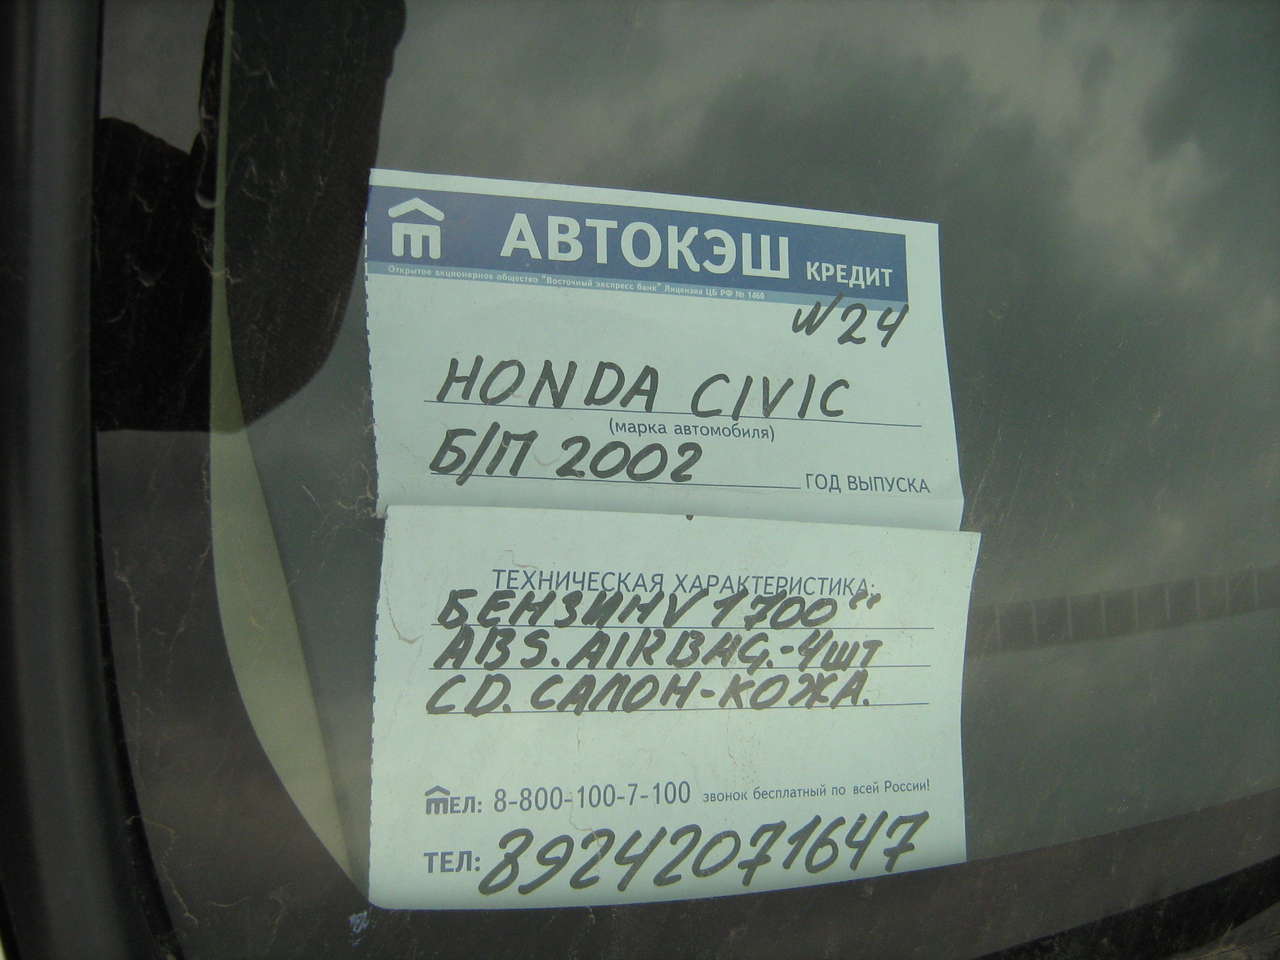 АВТОКЭШ КРЕДИТ
Открытое акционерное общество "Восточный экспресс банк" Лицензия ЦБ РФ № 1460
N24
HONDA CIVIC
(марка автомобиля)
Б/П 2002 ГОД ВЫПУСКА
ТЕХНИЧЕСКАЯ ХАРАКТЕРИСТИКА:
БЕНЗИН V 1700"
ABS. AIRBAG.-4ШТ
CD. САЛОН-КОЖА.
ТЕЛ: 8-800-100-7-100 звонок бесплатный по всей России!
ТЕЛ: 89242071647